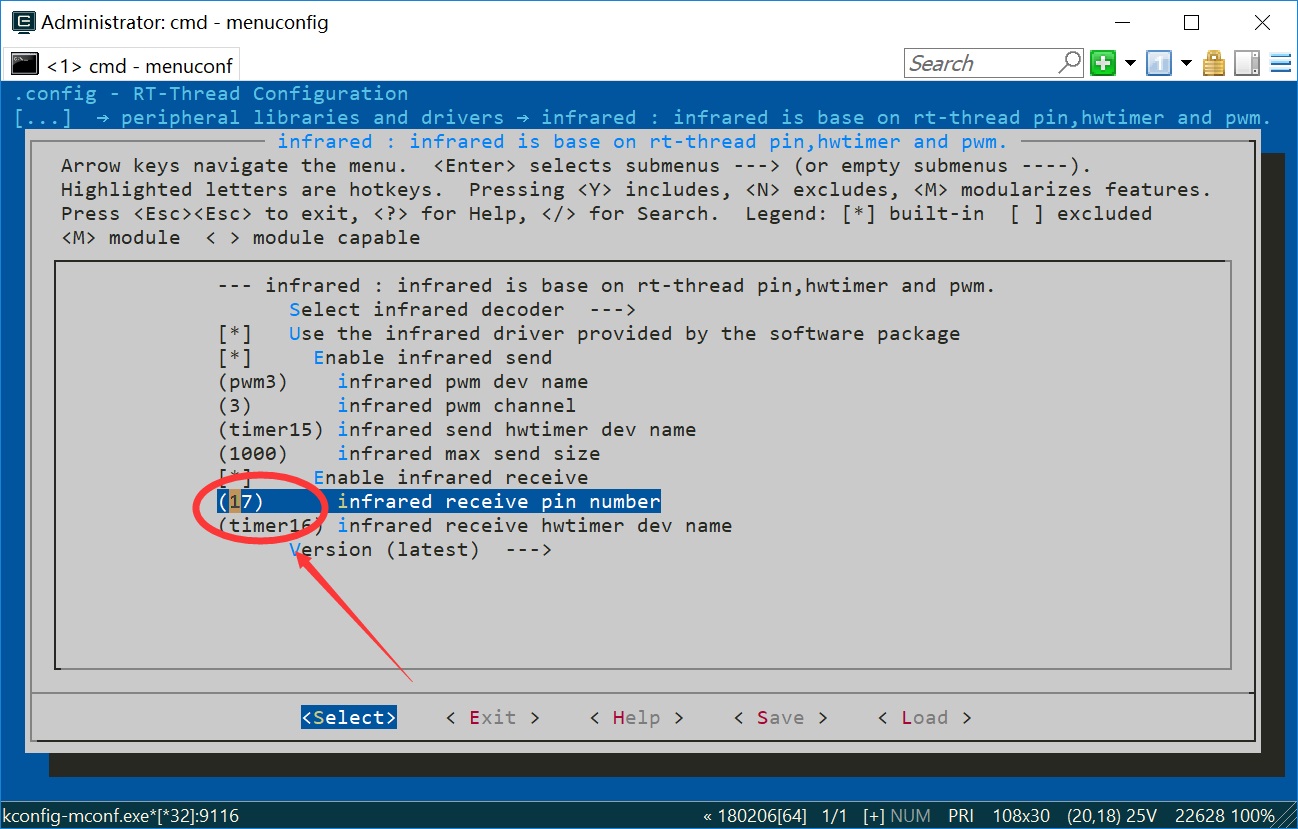 Administrator: cmd - menuconfig
<1> cmd - menuconf
Search
.config - RT-Thread Configuration
[...] → peripheral libraries and drivers → infrared : infrared is base on rt-thread pin,hwtimer and pwm.
infrared : infrared is base on rt-thread pin,hwtimer and pwm.
Arrow keys navigate the menu.  <Enter> selects submenus ---> (or empty submenus ----).
Highlighted letters are hotkeys.  Pressing <Y> includes, <N> excludes, <M> modularizes features.
Press <Esc><Esc> to exit, <?> for Help, </> for Search.  Legend: [*] built-in  [ ] excluded
<M> module  < > module capable
--- infrared : infrared is base on rt-thread pin,hwtimer and pwm.
Select infrared decoder  --->
[*]   Use the infrared driver provided by the software package
[*]     Enable infrared send
(pwm3)    infrared pwm dev name
(3)       infrared pwm channel
(timer15) infrared send hwtimer dev name
(1000)    infrared max send size
[*]     Enable infrared receive
(17)      infrared receive pin number
(timer16) infrared receive hwtimer dev name
Version (latest)  --->
<Select>    < Exit >    < Help >    < Save >    < Load >
kconfig-mconf.exe*[*32]:9116    « 180206[64]  1/1  [+] NUM  PRI  108x30  (20,18) 25V  22628 100%